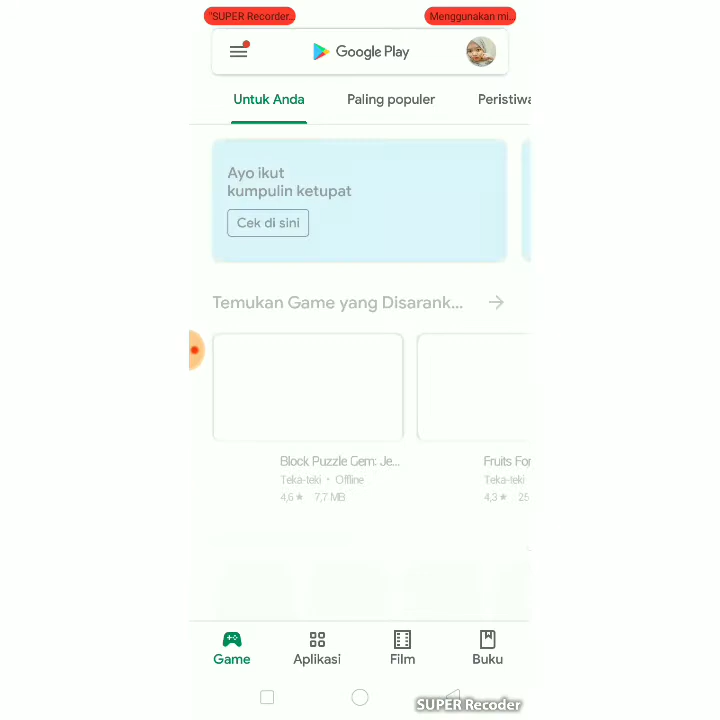 "SUPER Recorder... Menggunakan mi...
Google Play
Untuk Anda Paling populer Peristiwa
Ayo ikut
kumpulin ketupat
Cek di sini
Temukan Game yang Disarank...
Block Puzzle Gem: Je... Fruits For
Teka-teki • Offline Teka-teki
4,6 ★ 7,7 MB 4,3 ★ 25
Game Aplikasi Film Buku
SUPER Recoder